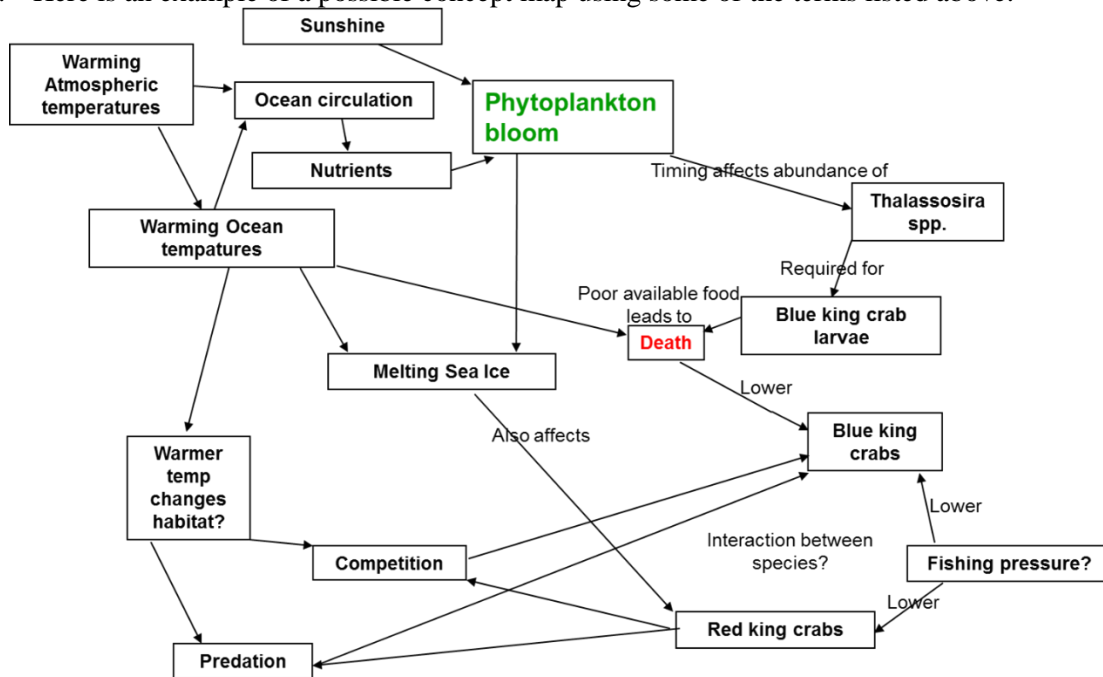 Here is an example of a possible concept map using some of the terms listed above.
Sunshine
Warming
Atmospheric
temperatures
Ocean circulation
Phytoplankton
bloom
Nutrients
Timing affects abundance of
Thalassosira
spp.
Warming Ocean
tempatures
Required for
Poor available food
leads to
Blue king crab
larvae
Death
Melting Sea Ice
Lower
Also affects
Blue king
crabs
Warmer
temp
changes
habitat?
Lower
Interaction between
species?
Competition
Fishing pressure?
Lower
Red king crabs
Predation